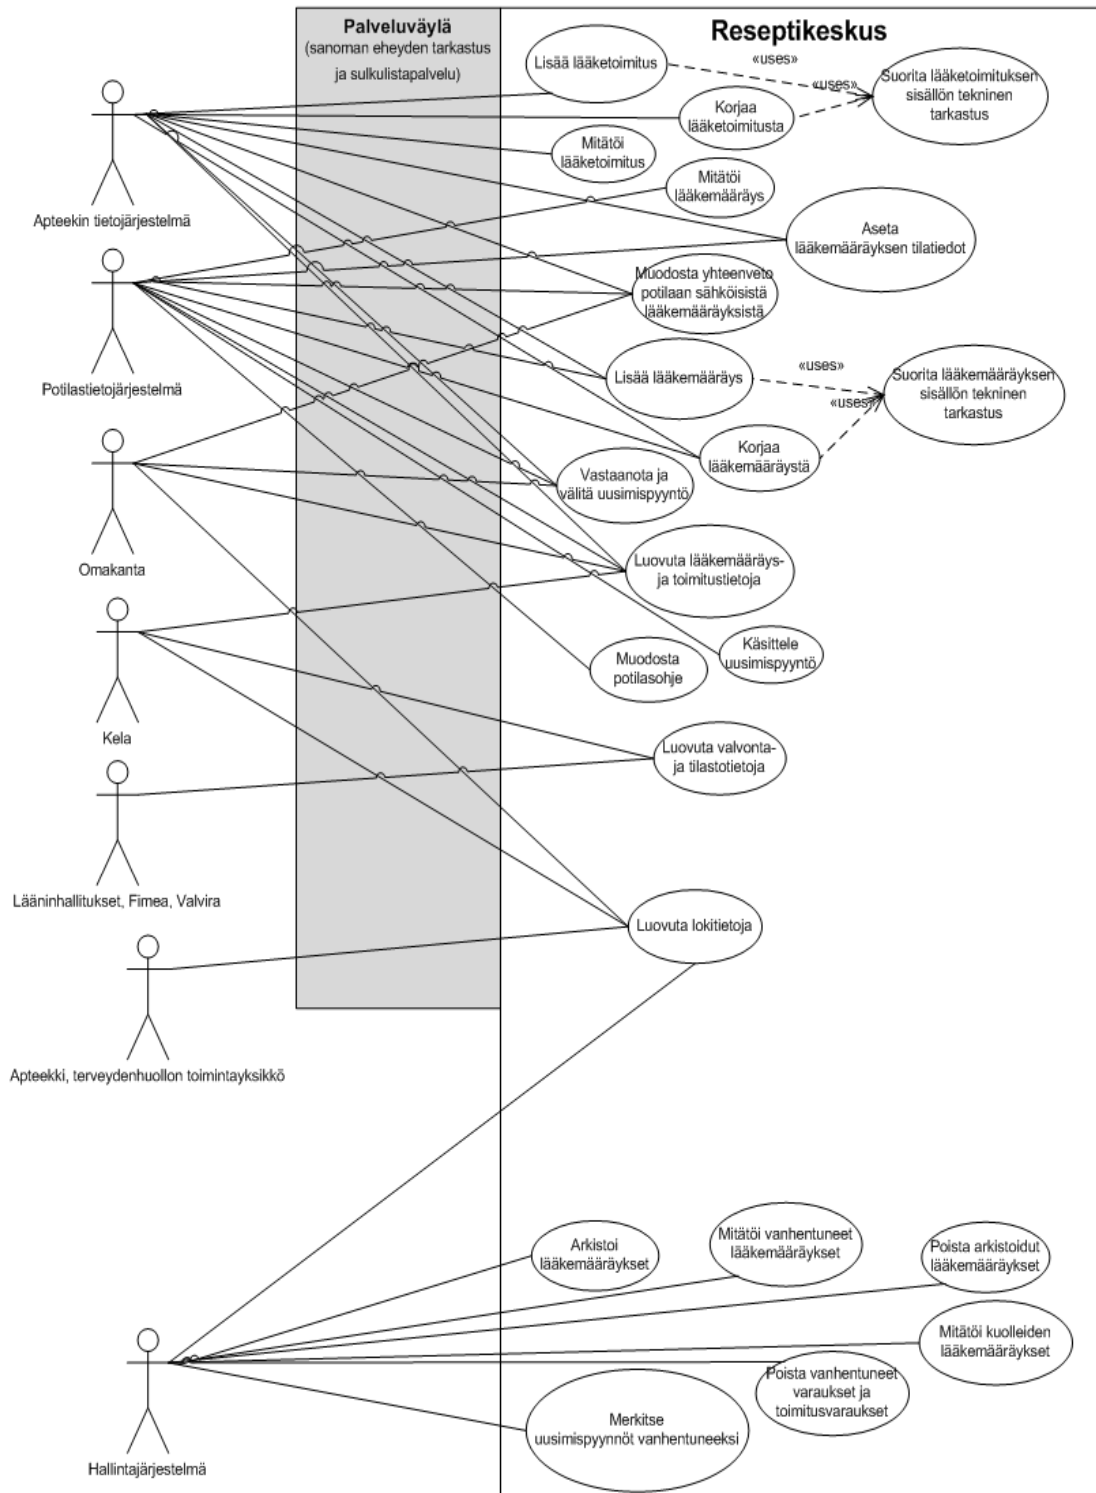 Palveluväylä
(sanoman eheyden tarkastus
ja sulkulistapalvelu)
Reseptikeskus
Lisää lääketoimitus
«uses»
«uses»
Suorita lääketoimituksen
sisällön tekninen
tarkastus
Korjaa
lääketoimitusta
Mitätöi
lääketoimitus
Mitätöi
lääkemääräys
Apteekin tietojärjestelmä
Aseta
lääkemääräyksen tilatiedot
Muodosta yhteenveto
potilaan sähköisistä
lääkemääräyksistä
Potilastietojärjestelmä
Lisää lääkemääräys
«uses»
«uses»
Suorita lääkemääräyksen
sisällön tekninen
tarkastus
Korjaa
lääkemääräystä
Vastaanota ja
välitä uusimispyyntö
Omakanta
Luovuta lääkemääräys-
ja toimitustietoja
Käsittele
uusimispyyntö
Muodosta
potilasohje
Kela
Luovuta valvonta-
ja tilastotietoja
Lääninhallitukset, Fimea, Valvira
Luovuta lokitietoja
Apteekki, terveydenhuollon toimintayksikkö
Arkistoi
lääkemääräykset
Mitätöi vanhentuneet
lääkemääräykset
Poista arkistoidut
lääkemääräykset
Mitätöi kuolleiden
lääkemääräykset
Poista vanhentuneet
varaukset ja
toimitusvaraukset
Merkitse
uusimispyynnöt vanhentuneeksi
Hallintajärjestelmä